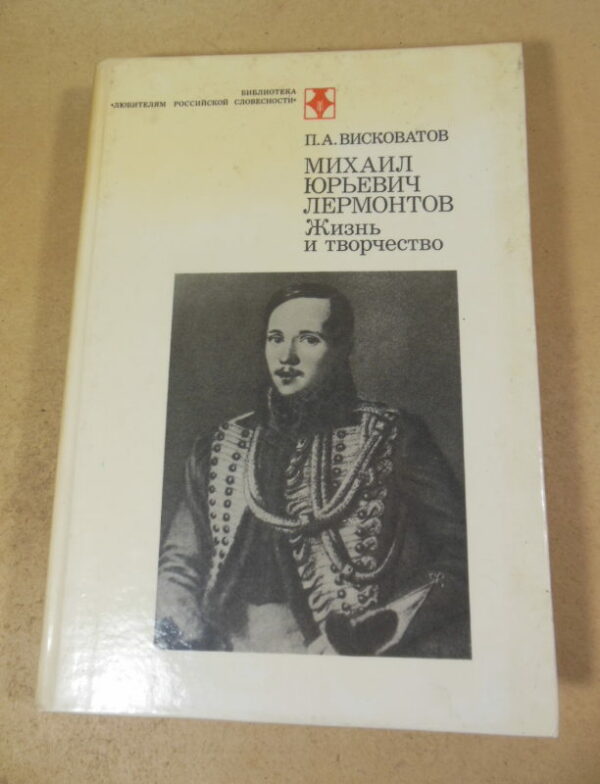 БИБЛИОТЕКА
"ЛЮБИТЕЛЯМ РОССИЙСКОЙ СЛОВЕСНОСТИ"
П.А.ВИСКОВАТОВ
МИХАИЛ
ЮРЬЕВИЧ
ЛЕРМОНТОВ
Жизнь
и творчество